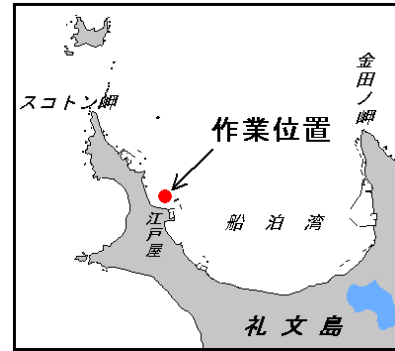 金田ノ岬
スコトン岬
作業位置
江戸屋
船泊湾
礼文島